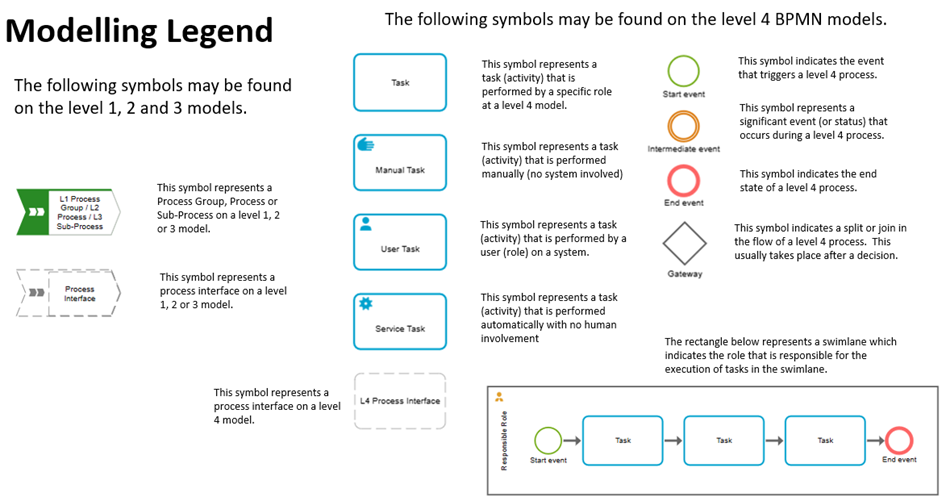 Modelling Legend
The following symbols may be found
on the level 1, 2 and 3 models.
L1 Process
Group / L2
Process / L3
Sub-Process
This symbol represents a
Process Group, Process or
Sub-Process on a level 1, 2
or 3 model.
Process
Interface
This symbol represents a
process interface on a level
1, 2 or 3 model.
The following symbols may be found on the level 4 BPMN models.
Task
This symbol represents a
task (activity) that is
performed by a specific role
at a level 4 model.
Manual Task
This symbol represents a task
(activity) that is performed
manually (no system involved)
User Task
This symbol represents a task
(activity) that is performed by a
user (role) on a system.
Service Task
This symbol represents a task
(activity) that is performed
automatically with no human
involvement
This symbol represents a
process interface on a level
4 model.
L4 Process Interface
Start event
This symbol indicates the event
that triggers a level 4 process.
Intermediate event
This symbol represents a
significant event (or status) that
occurs during a level 4 process.
End event
This symbol indicates the end
state of a level 4 process.
Gateway
This symbol indicates a split or join in
the flow of a level 4 process. This
usually takes place after a decision.
The rectangle below represents a swimlane which
indicates the role that is responsible for the
execution of tasks in the swimlane.
Responsible Role
Start event
Task
Task
Task
End event